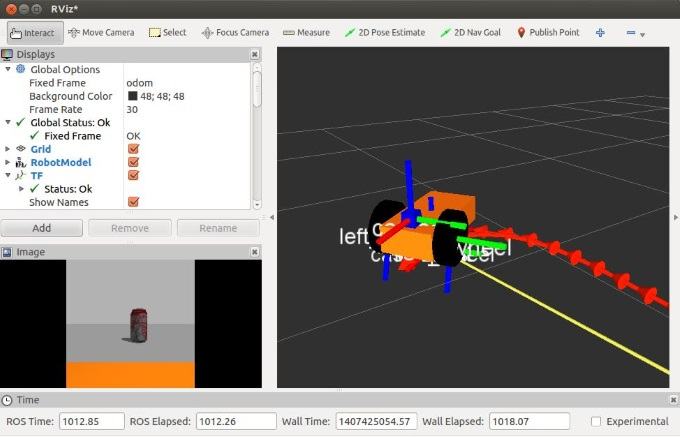 RViz*
Interact Move Camera Select Focus Camera Measure 2D Pose Estimate 2D Nav Goal Publish Point
Displays
Global Options
Fixed Frame odom
Background Color 48; 48; 48
Frame Rate 30
Global Status: Ok
Fixed Frame OK
Grid
RobotModel
TF
Status: Ok
Show Names
Add Remove Rename
Image
left
Time
ROS Time: 1012.85 ROS Elapsed: 1012.26 Wall Time: 1407425054.57 Wall Elapsed: 1018.07 Experimental